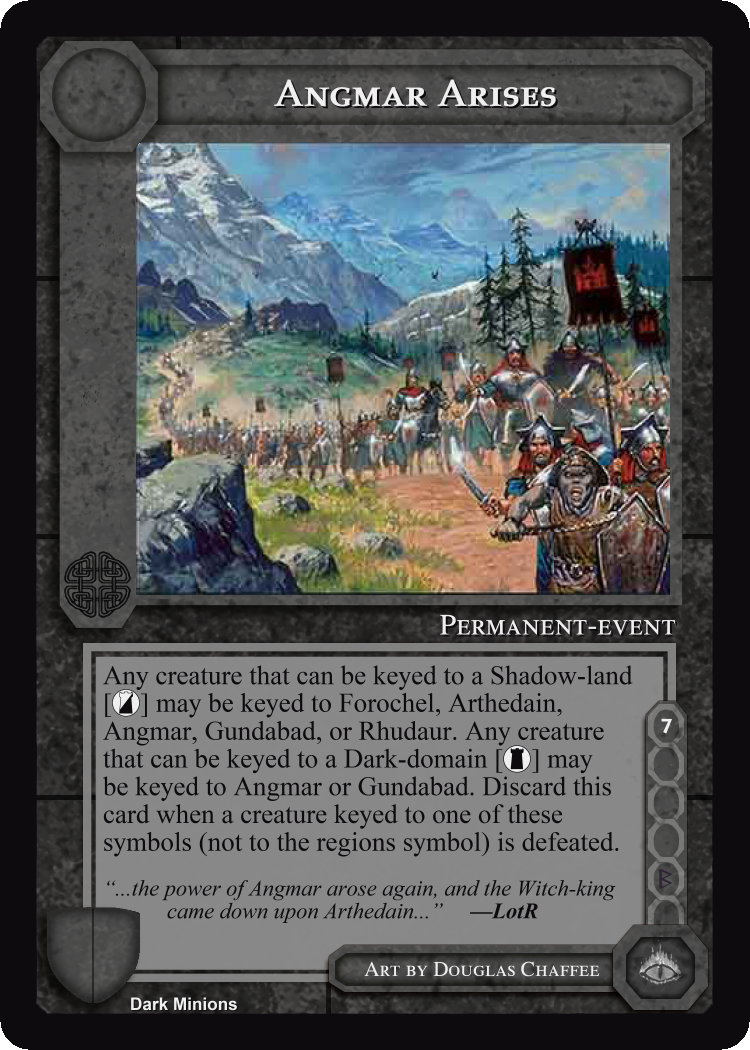 Angmar Arises
Permanent-event
Any creature that can be keyed to a Shadow-land
[ ] may be keyed to Forochel, Arthedain,
Angmar, Gundabad, or Rhudaur. Any creature
that can be keyed to a Dark-domain [ ] may
be keyed to Angmar or Gundabad. Discard this
card when a creature keyed to one of these
symbols (not to the regions symbol) is defeated.
7
“...the power of Angmar arose again, and the Witch-king
came down upon Arthedain...” —LotR
Art by Douglas Chaffee
Dark Minions